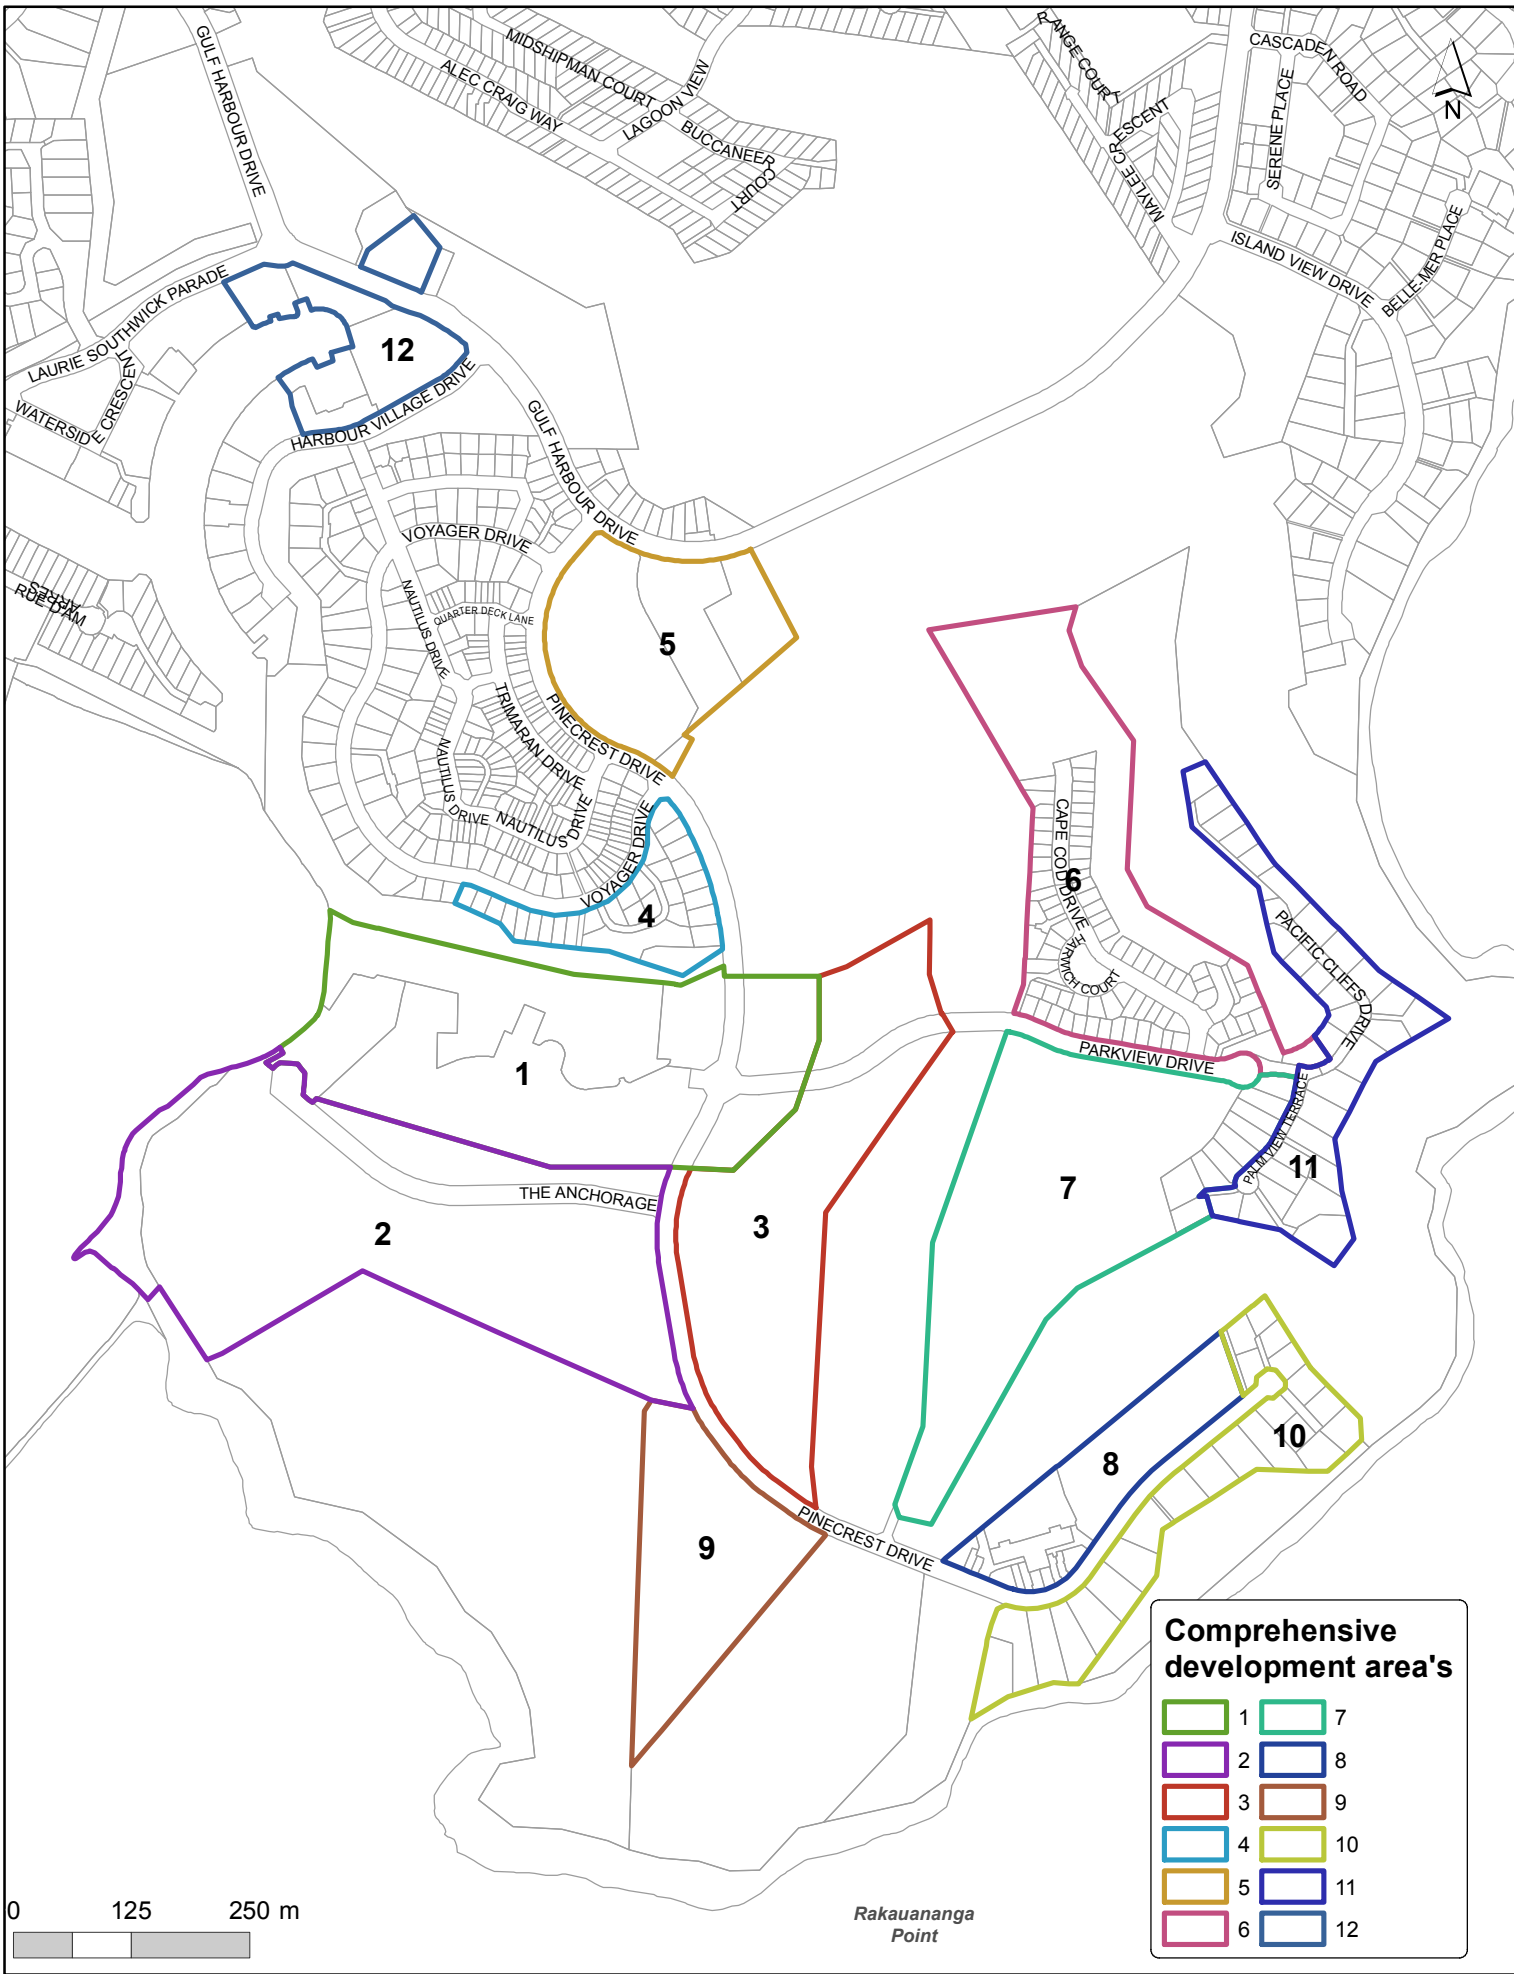 GULF HARBOUR DRIVE
MIDSHIPMAN COURT
ALEC CRAIG WAY
LAGOON VIEW
BUCCANEER
COURT
MAYLEE CRESCENT
CASCADEN ROAD
SERENE PLACE
N
ISLAND VIEW DRIVE
BELLE-MER PLACE
LAURIE SOUTHWICK PARADE
WATERSIDE CRESCENT
12
HARBOUR VILLAGE DRIVE
GULF HARBOUR DRIVE
VOYAGER DRIVE
NAUTILUS DRIVE
QUARTER DECK LANE
RUE D'AM
ARRES
5
TRIMARAN DRIVE
PINECREST DRIVE
NAUTILUS DRIVE
NAUTILUS DRIVE
VOYAGER DRIVE
4
CAPE COD DRIVE
6
HARWICH COURT
PACIFIC CLIFFS DRIVE
PARKVIEW DRIVE
1
PALM VIEW TERRACE
11
7
THE ANCHORAGE
2
3
10
8
9
PINECREST DRIVE
Comprehensive
development area's
1 7
2 8
3 9
4 10
5 11
6 12
0 125 250 m
Rakauananga
Point